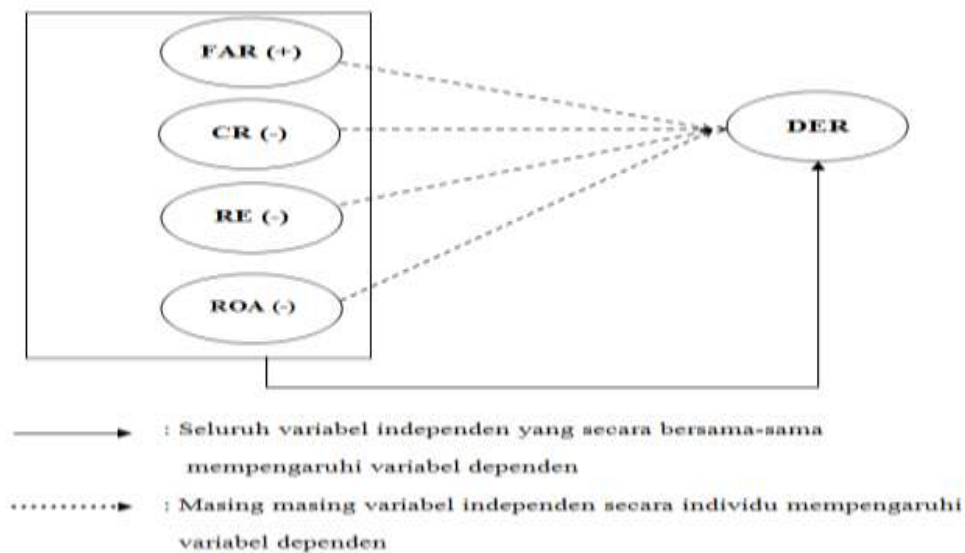 FAR (+)
CR (-)
DER
RE (-)
ROA (-)
: Seluruh variabel independen yang secara bersama-sama
mempengaruhi variabel dependen
: Masing masing variabel independen secara individu mempengaruhi
variabel dependen